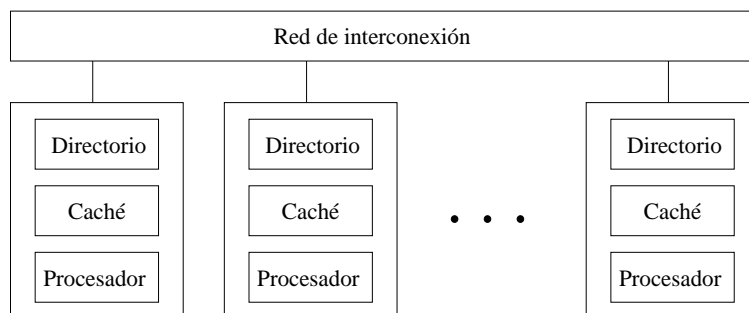 Red de interconexión
Directorio
Directorio
Directorio
Caché
Caché
Caché
Procesador
Procesador
Procesador